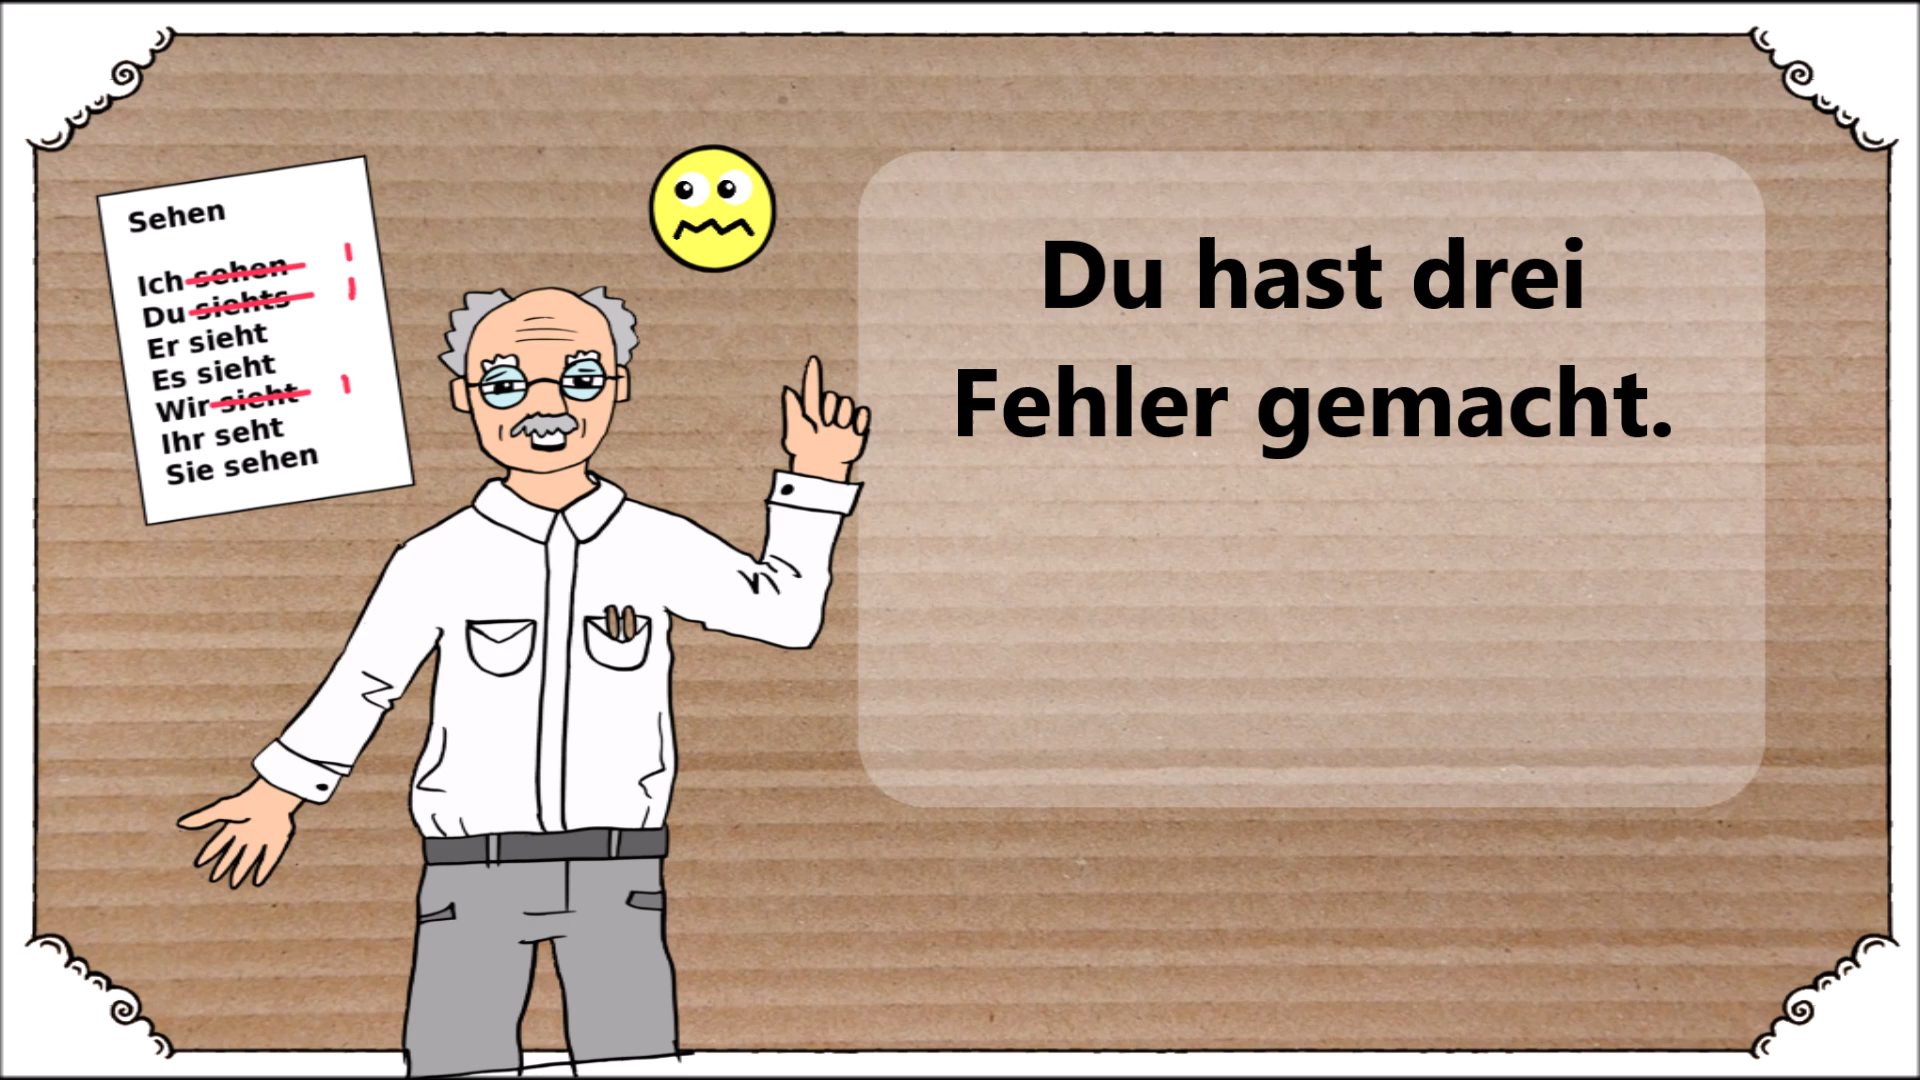 Sehen
Ich sehen
Du siehts
Er sieht
Es sieht
Wir sieht
Ihr seht
Sie sehen
Du hast drei
Fehler gemacht.